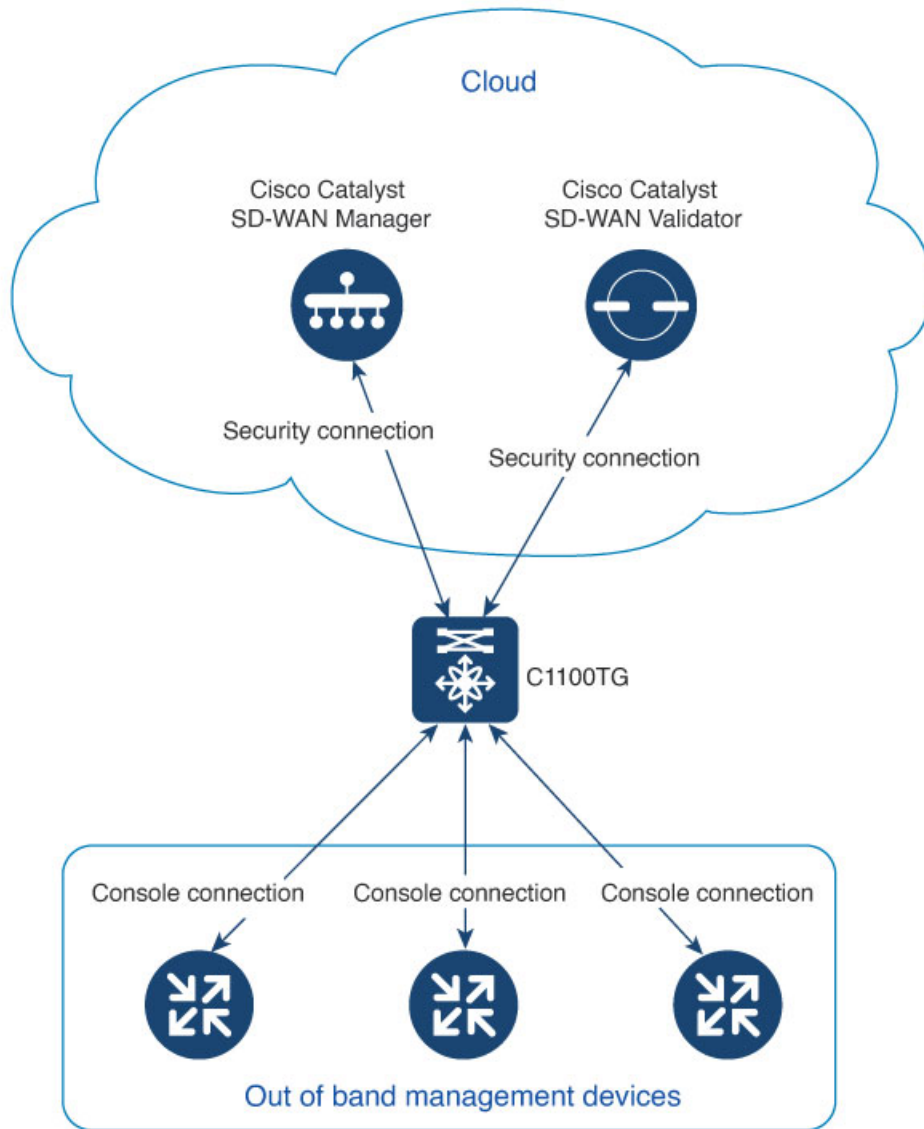 Cloud
Cisco Catalyst
SD-WAN Manager
Cisco Catalyst
SD-WAN Validator
Security connection
Security connection
C1100TG
Console connection
Console connection
Console connection
Out of band management devices